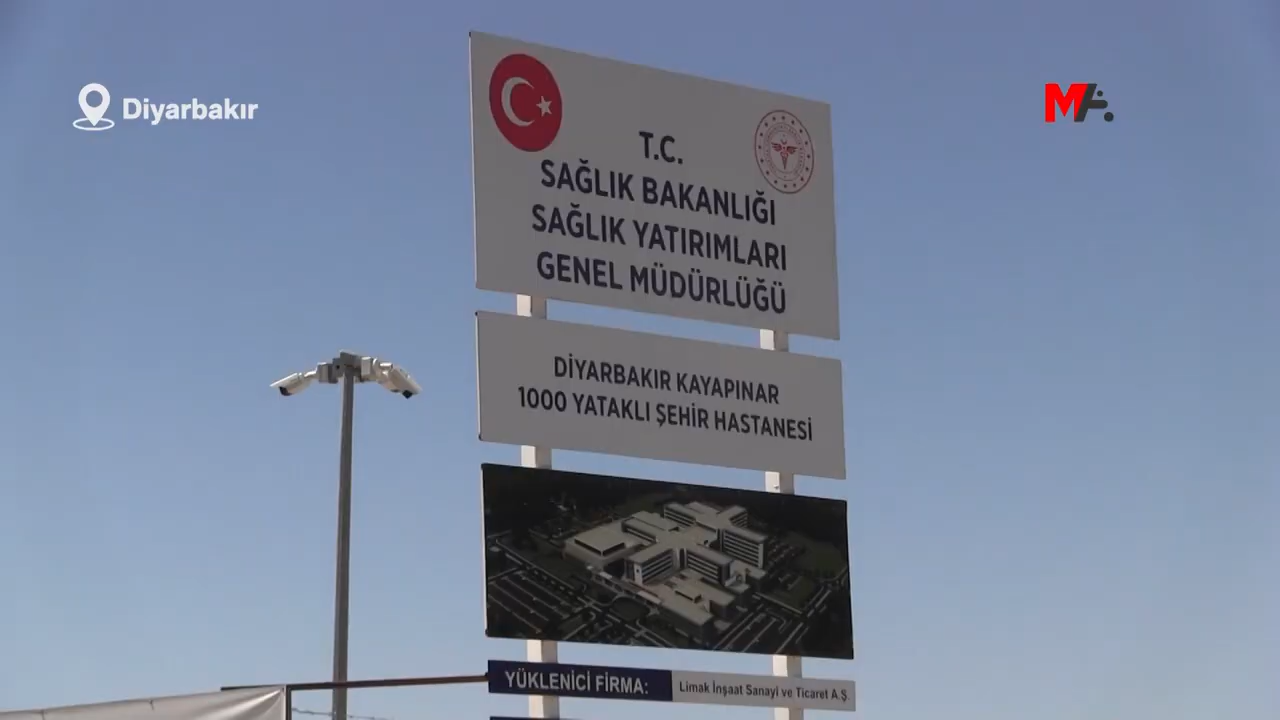 Diyarbakır
MA
T.C.
SAĞLIK BAKANLIĞI
SAĞLIK YATIRIMLARI
GENEL MÜDÜRLÜĞÜ
DİYARBAKIR KAYAPINAR
1000 YATAKLI ŞEHİR HASTANESİ
YÜKLENİCİ FİRMA: Limak İnşaat Sanayi ve Ticaret A.Ş.